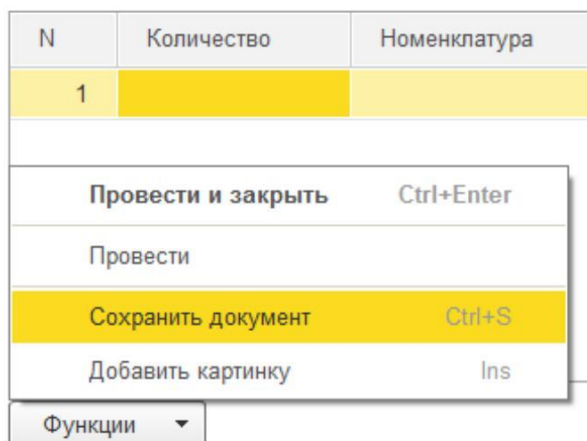 N Количество Номенклатура
1
Провести и закрыть Ctrl+Enter
Провести
Сохранить документ Ctrl+S
Добавить картинку Ins
Функции